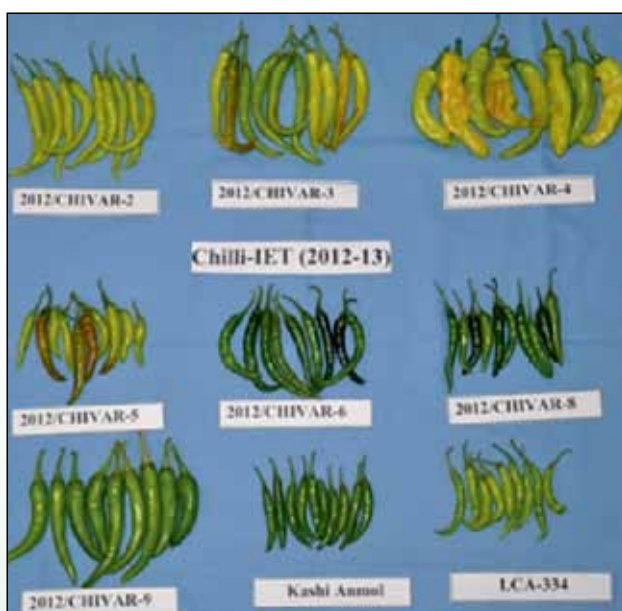 2012/CHIVAR-2
2012/CHIVAR-3
2012/CHIVAR-4
Chilli-IET (2012-13)
2012/CHIVAR-5
2012/CHIVAR-6
2012/CHIVAR-8
2012/CHIVAR-9
Kashi Anmol
LCA-334